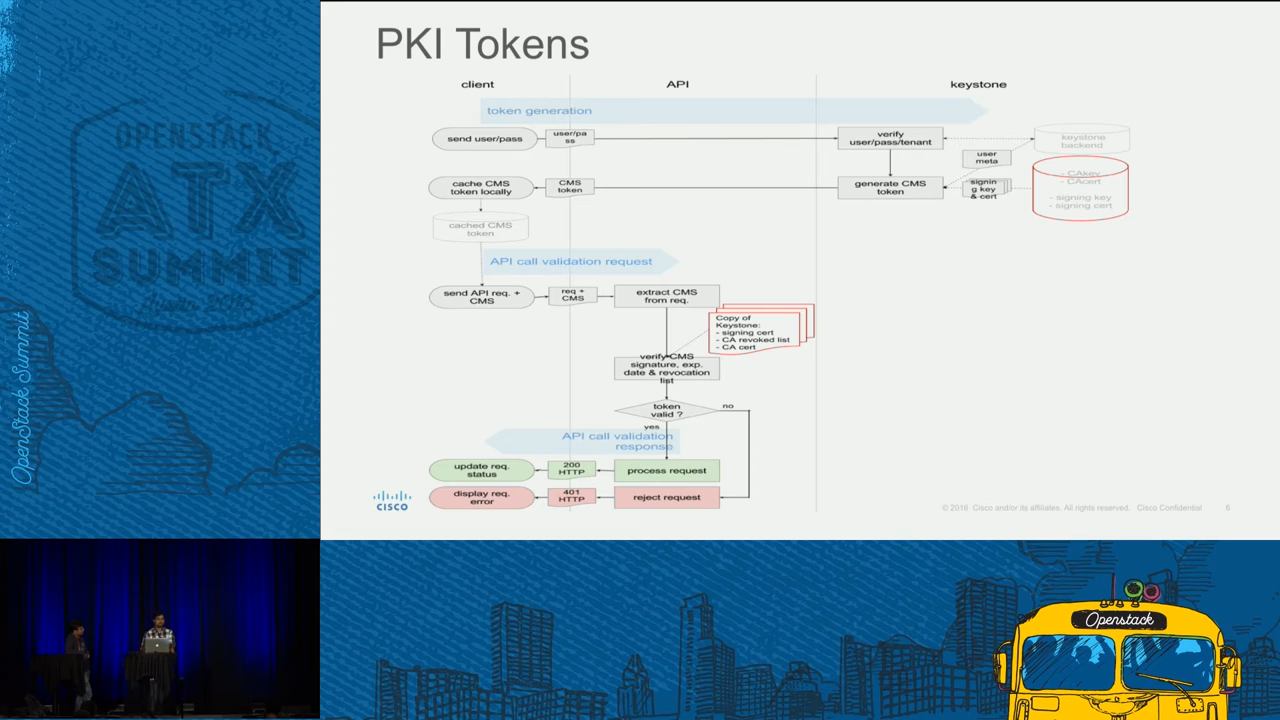 PKI Tokens
client
API
keystone
token generation
send user/pass
user/pa
ss
verify
user/pass/tenant
keystone
backend
user
meta
cache CMS
token locally
CMS
token
generate CMS
token
signin
g key
& cert
- CAkey
- CAcert
- signing key
- signing cert
cached CMS
token
API call validation request
send API req. +
CMS
req +
CMS
extract CMS
from req.
Copy of
Keystone:
- signing cert
- CA revoked list
- CA cert
verify CMS
signature, exp.
date & revocation
list
token
valid ?
no
yes
API call validation
response
update req.
status
200
HTTP
process request
display req.
error
401
HTTP
reject request
CISCO
© 2016 Cisco and/or its affiliates. All rights reserved. Cisco Confidential
6
OPENSTACK
ATX
SUMMIT
OpenStack Summit
Openstack